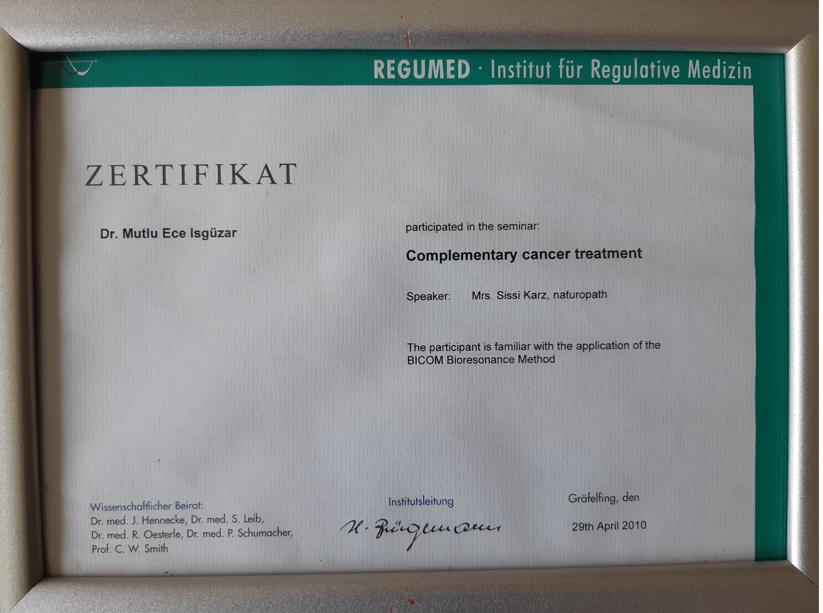 REGUMED · Institut für Regulative Medizin
ZERTIFIKAT
Dr. Mutlu Ece Isgüzar
participated in the seminar:
Complementary cancer treatment
Speaker: Mrs. Sissi Karz, naturopath
The participant is familiar with the application of the
BICOM Bioresonance Method
Wissenschaftlicher Beirat:
Dr. med. J. Hennecke, Dr. med. S. Leib,
Dr. med. R. Oesterle, Dr. med. P. Schumacher,
Prof. C. W. Smith
Institutsleitung
Gräfelfing, den
29th April 2010